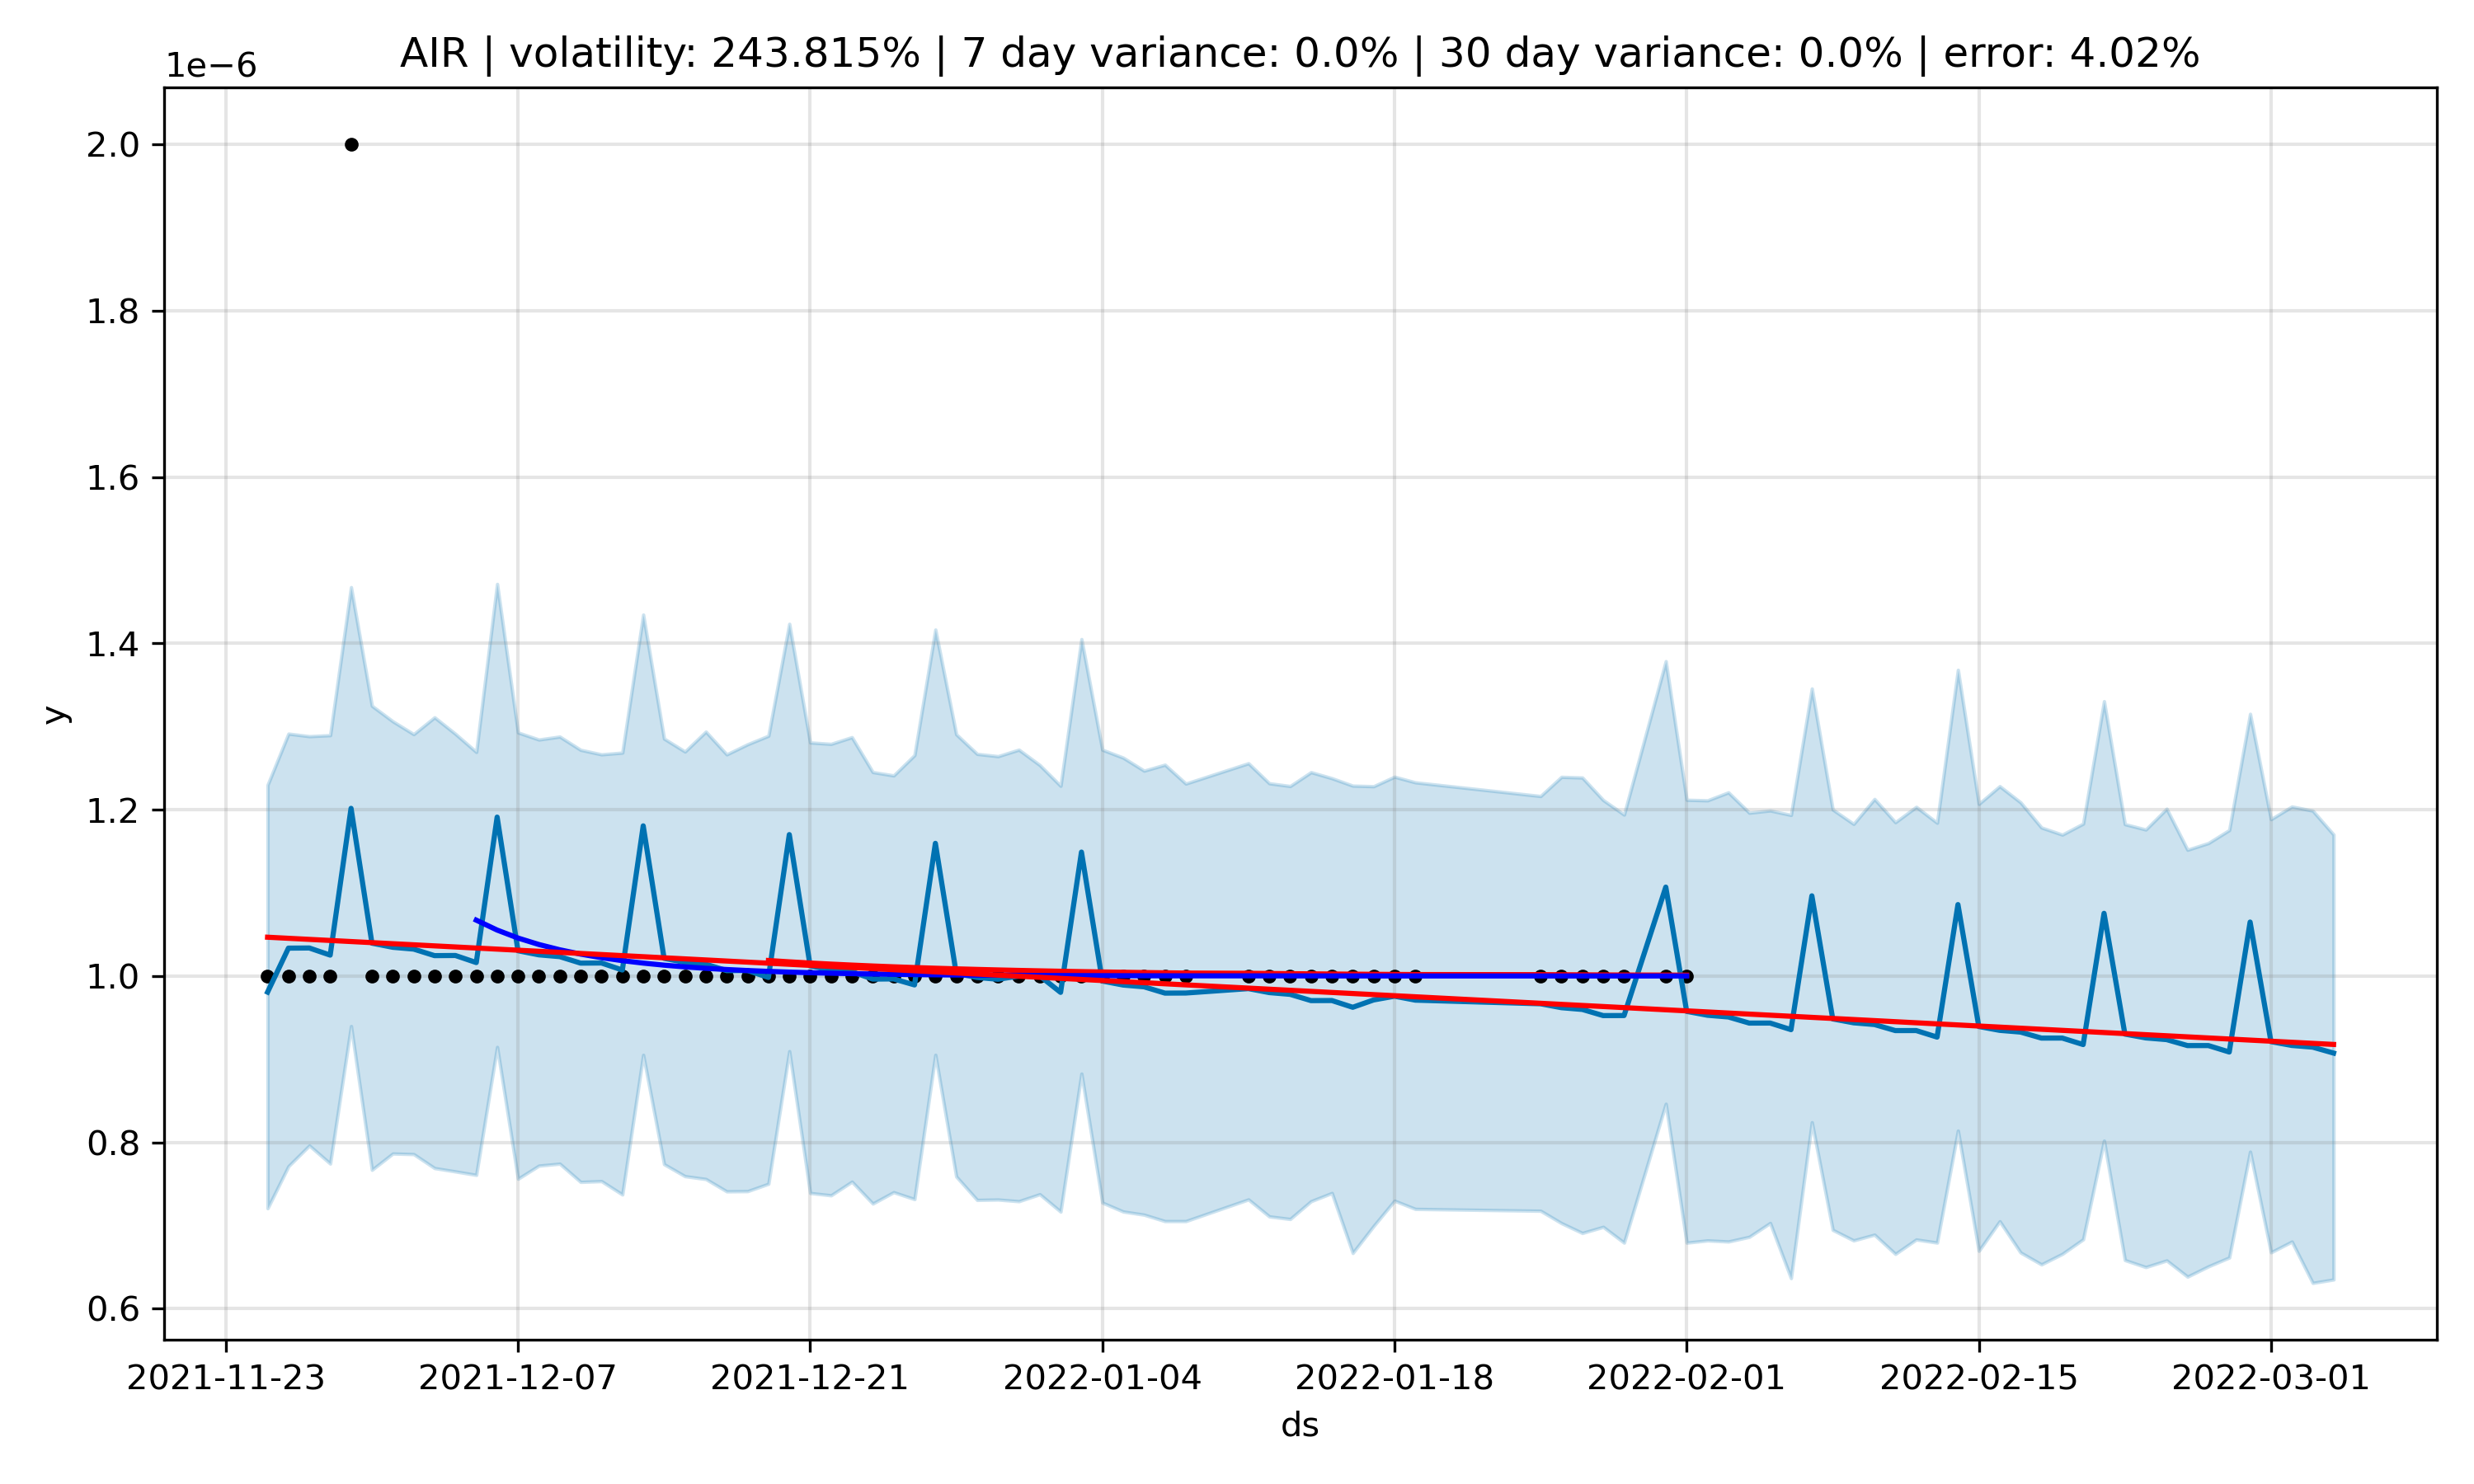 AIR | volatility: 243.815% | 7 day variance: 0.0% | 30 day variance: 0.0% | error: 4.02%
1e−6
2.0
1.8
1.6
1.4
1.2
1.0
0.8
0.6
y
2021-11-23 2021-12-07 2021-12-21 2022-01-04 2022-01-18 2022-02-01 2022-02-15 2022-03-01
ds